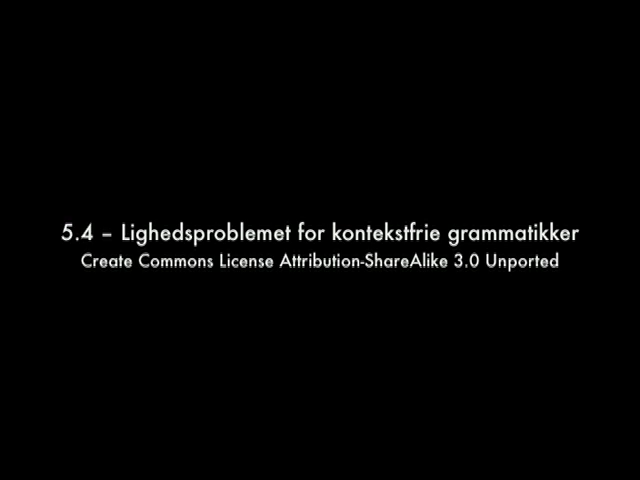 5.4 – Lighedsproblemet for kontekstfrie grammatikker
Create Commons License Attribution-ShareAlike 3.0 Unported